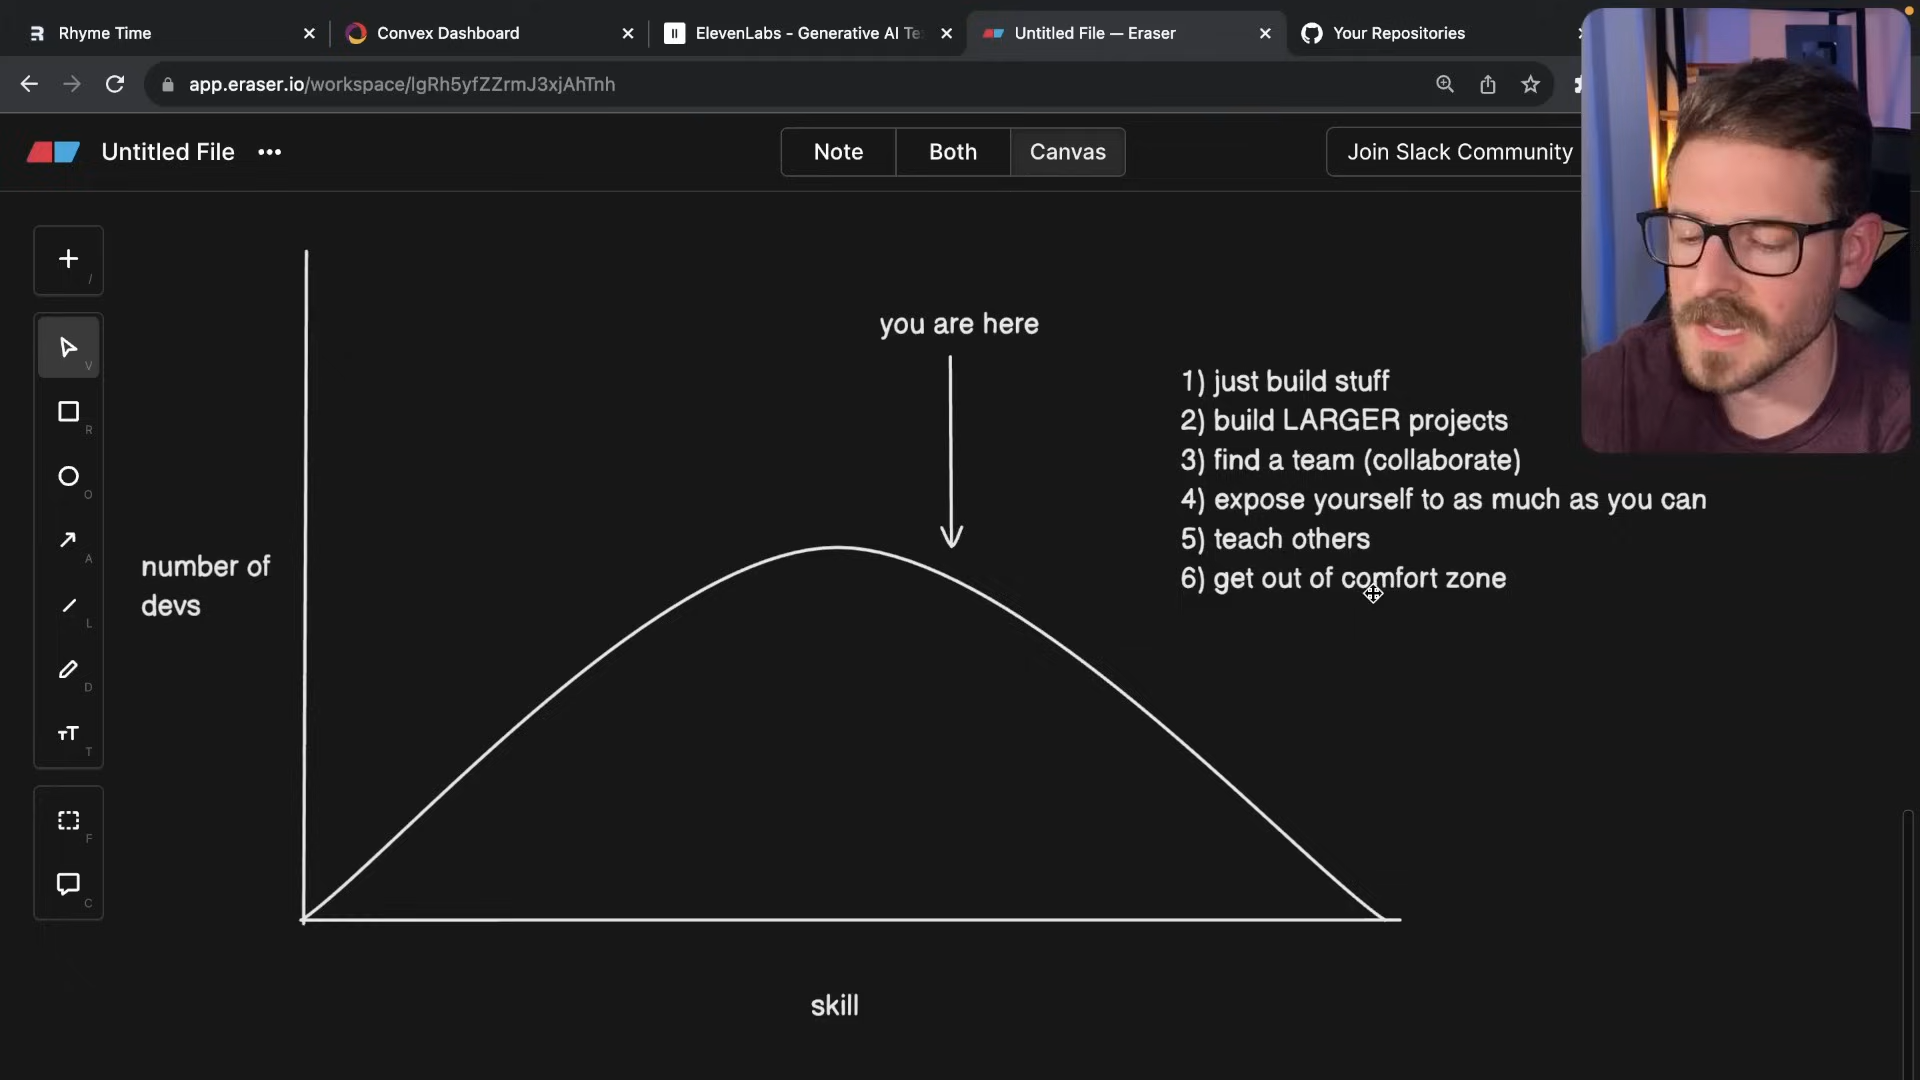 Rhyme Time
Convex Dashboard
ElevenLabs - Generative AI Te
Untitled File — Eraser
Your Repositories
app.eraser.io/workspace/lgRh5yfZZrmJ3xjAhTnh
Untitled File
Note
Both
Canvas
Join Slack Community
/
V
R
O
A
L
D
T
F
C
you are here
1) just build stuff
2) build LARGER projects
3) find a team (collaborate)
4) expose yourself to as much as you can
5) teach others
6) get out of comfort zone
number of
devs
skill